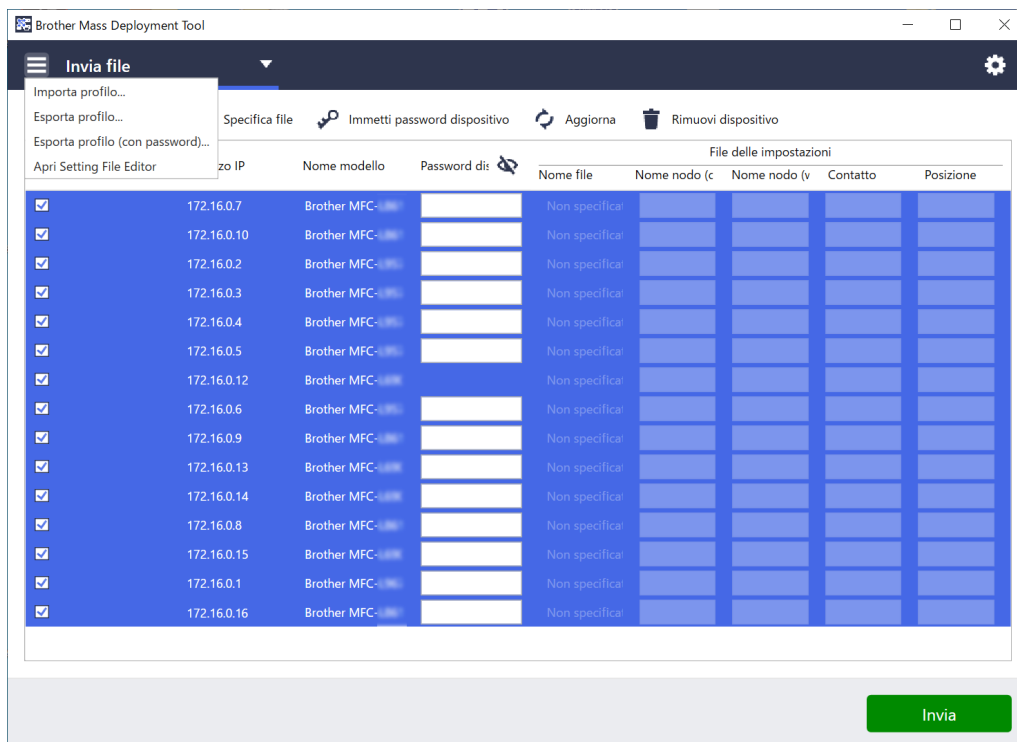 Brother Mass Deployment Tool
Invia file
Importa profilo...
Esporta profilo...
Esporta profilo (con password)...
Apri Setting File Editor
Specifica file Immetti password dispositivo Aggiorna Rimuovi dispositivo
File delle impostazioni
zo IP Nome modello Password dis Nome file Nome nodo (c Nome nodo (v Contatto Posizione
172.16.0.7 Brother MFC- Non specificat
172.16.0.10 Brother MFC- Non specificat
172.16.0.2 Brother MFC- Non specificat
172.16.0.3 Brother MFC- Non specificat
172.16.0.4 Brother MFC- Non specificat
172.16.0.5 Brother MFC- Non specificat
172.16.0.12 Brother MFC- Non specificat
172.16.0.6 Brother MFC- Non specificat
172.16.0.9 Brother MFC- Non specificat
172.16.0.13 Brother MFC- Non specificat
172.16.0.14 Brother MFC- Non specificat
172.16.0.8 Brother MFC- Non specificat
172.16.0.15 Brother MFC- Non specificat
172.16.0.1 Brother MFC- Non specificat
172.16.0.16 Brother MFC- Non specificat
Invia